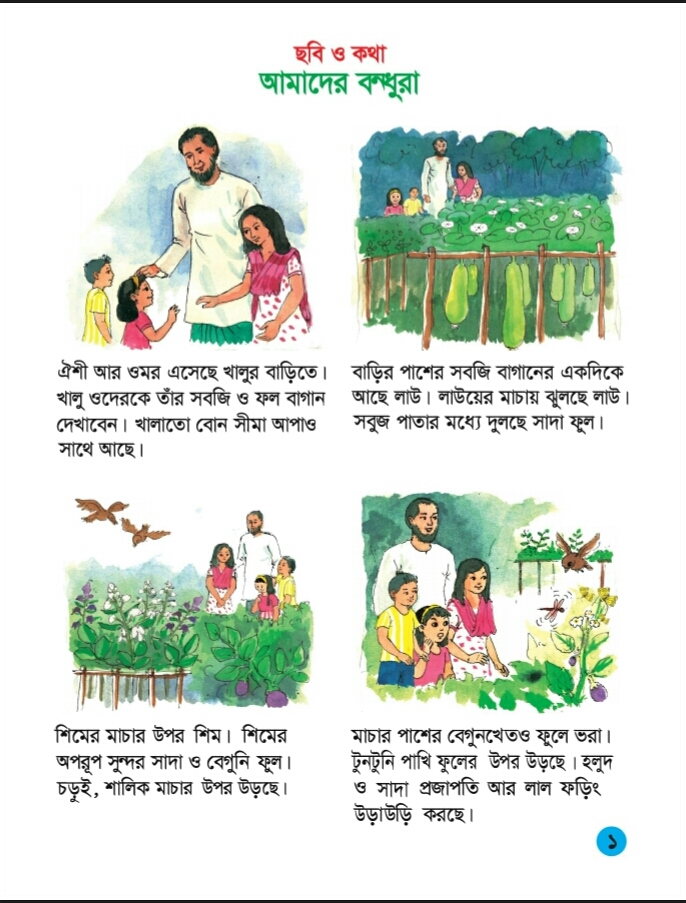 ছবি ও কথা
আমাদের বন্ধুরা
ঐশী আর ওমর এসেছে খালুর বাড়িতে।
খালু ওদেরকে তাঁর সবজি ও ফল বাগান
দেখাবেন। খালাতো বোন সীমা আপাও
সাথে আছে।
বাড়ির পাশের সবজি বাগানের একদিকে
আছে লাউ। লাউয়ের মাচায় ঝুলছে লাউ।
সবুজ পাতার মধ্যে দুলছে সাদা ফুল।
শিমের মাচার উপর শিম। শিমের
অপরূপ সুন্দর সাদা ও বেগুনি ফুল।
চড়ুই, শালিক মাচার উপর উড়ছে।
মাচার পাশের বেগুনখেতও ফুলে ভরা।
টুনটুনি পাখি ফুলের উপর উড়ছে। হলুদ
ও সাদা প্রজাপতি আর লাল ফড়িং
উড়াউড়ি করছে।
১